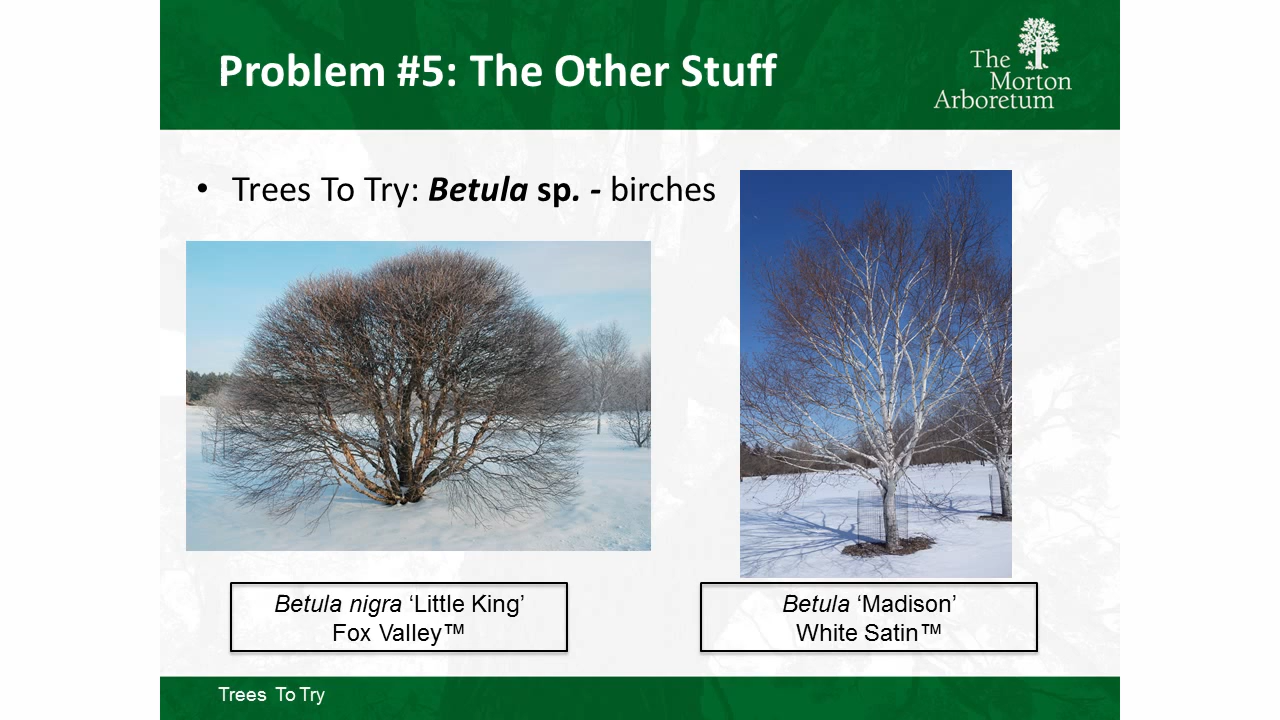 Problem #5: The Other Stuff
The
Morton
Arboretum
• Trees To Try: Betula sp. - birches
Betula nigra ‘Little King’
Fox Valley™
Betula ‘Madison’
White Satin™
Trees To Try